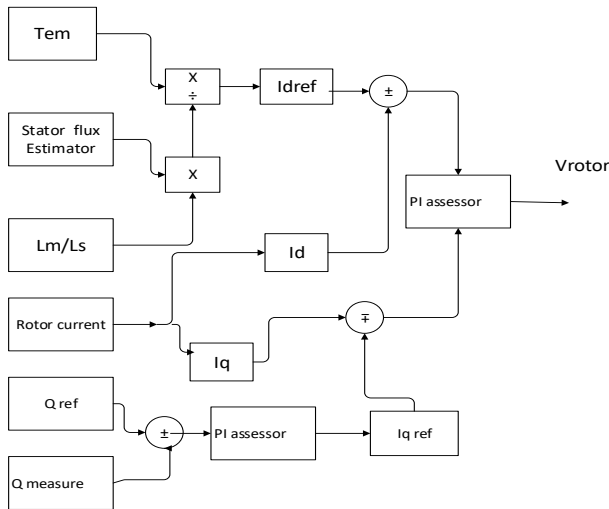 Tem
X
÷
Idref
±
Stator flux
Estimator
X
Vrotor
PI assessor
Lm/Ls
Id
Rotor current
∓
Iq
Q ref
±
PI assessor
Iq ref
Q measure